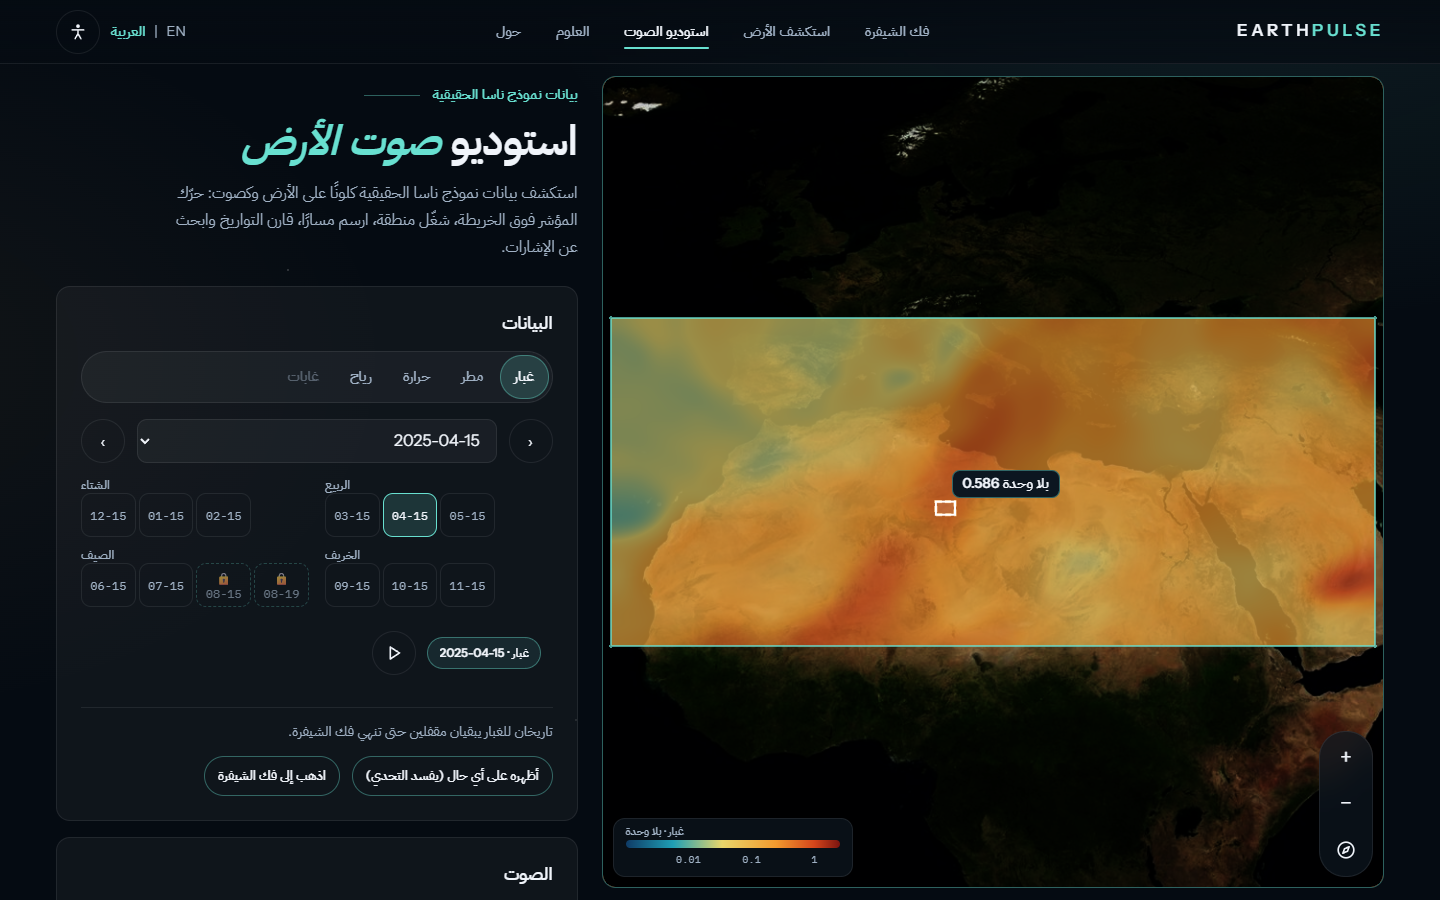 EARTHPULSE
فك الشيفرة
استكشف الأرض
استوديو الصوت
العلوم
حول
EN | العربية
بيانات نموذج ناسا الحقيقية
استوديو صوت الأرض
استكشف بيانات نموذج ناسا الحقيقية كلونًا على الأرض وكصوت: حرّك
المؤشر فوق الخريطة، شغّل منطقة، ارسم مسارًا، قارن التواريخ وابحث
عن الإشارات.
البيانات
غبار
مطر
حرارة
رياح
غابات
2025-04-15
الربيع
03-15
04-15
05-15
الشتاء
12-15
01-15
02-15
الخريف
09-15
10-15
11-15
الصيف
06-15
07-15
08-15
08-19
غبار · 2025-04-15
تاريخان للغبار يبقيان مقفلين حتى تنهي فك الشيفرة.
أظهره على أي حال (يفسد التحدي)
اذهب إلى فك الشيفرة
الصوت
0.586 بلا وحدة
غبار · بلا وحدة
0.01
0.1
1